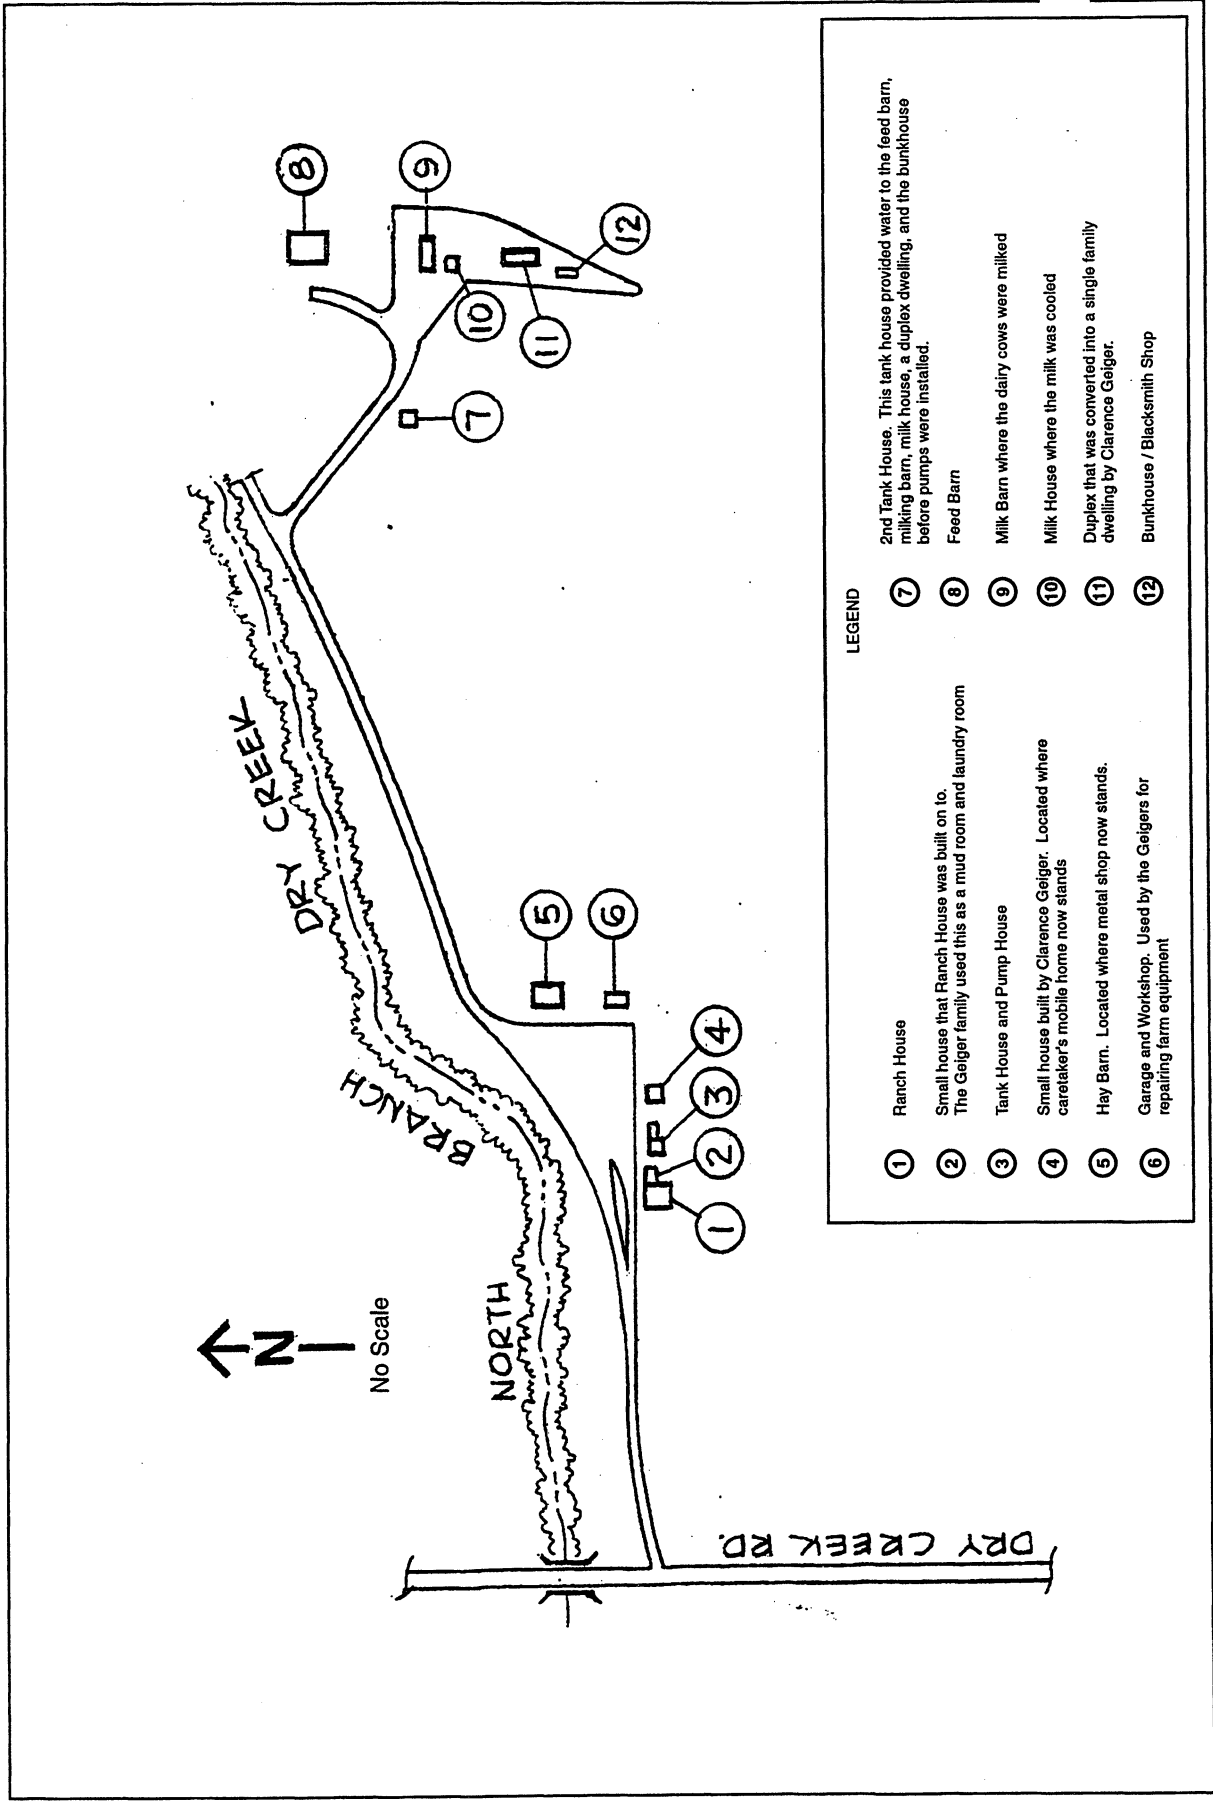 8
9
12
10
11
7
DRY CREEK
5
6
BRANCH
4
3
2
1
NORTH
N
No Scale
DRY CREEK RD.
LEGEND
1 Ranch House
2 Small house that Ranch House was built on to.
The Geiger family used this as a mud room and laundry room
3 Tank House and Pump House
4 Small house built by Clarence Geiger. Located where
caretaker's mobile home now stands
5 Hay Barn. Located where metal shop now stands.
6 Garage and Workshop. Used by the Geigers for
repairing farm equipment
7 2nd Tank House. This tank house provided water to the feed barn,
milking barn, milk house, a duplex dwelling, and the bunkhouse
before pumps were installed.
8 Feed Barn
9 Milk Barn where the dairy cows were milked
10 Milk House where the milk was cooled
11 Duplex that was converted into a single family
dwelling by Clarence Geiger.
12 Bunkhouse / Blacksmith Shop